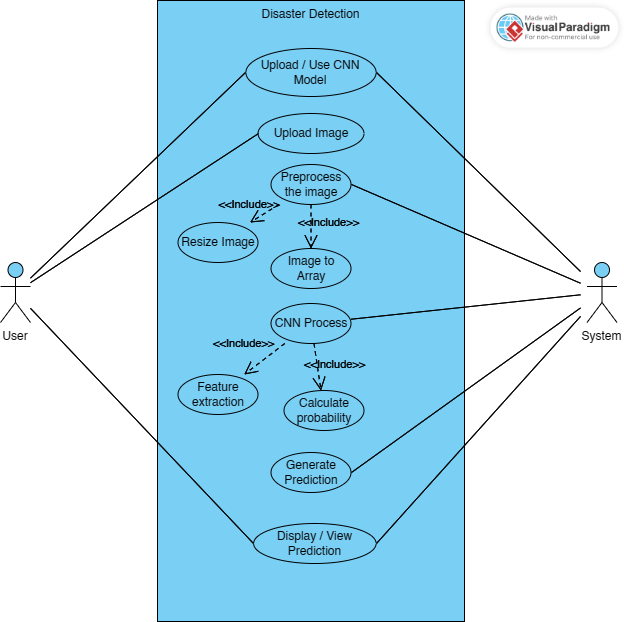 Disaster Detection
Made with
VisualParadigm
For non-commercial use
Upload / Use CNN
Model
Upload Image
Preprocess
the image
<<Include>>
<<Include>>
Resize Image
Image to
Array
User
System
CNN Process
<<Include>>
<<Include>>
Feature
extraction
Calculate
probability
Generate
Prediction
Display / View
Prediction